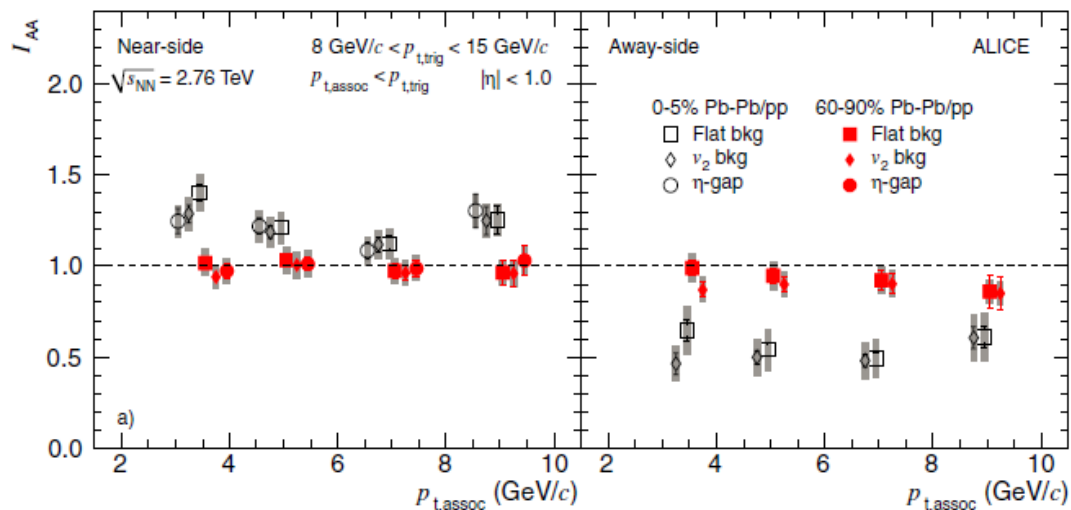 I_AA
Near-side
8 GeV/c < p_t,trig < 15 GeV/c
√s_NN = 2.76 TeV
p_t,assoc < p_t,trig
|η| < 1.0
2.0
1.5
1.0
0.5
0.0
a)
2 4 6 8 10
p_t,assoc (GeV/c)
Away-side
ALICE
0-5% Pb-Pb/pp
60-90% Pb-Pb/pp
Flat bkg
Flat bkg
v₂ bkg
v₂ bkg
η-gap
η-gap
2 4 6 8 10
p_t,assoc (GeV/c)